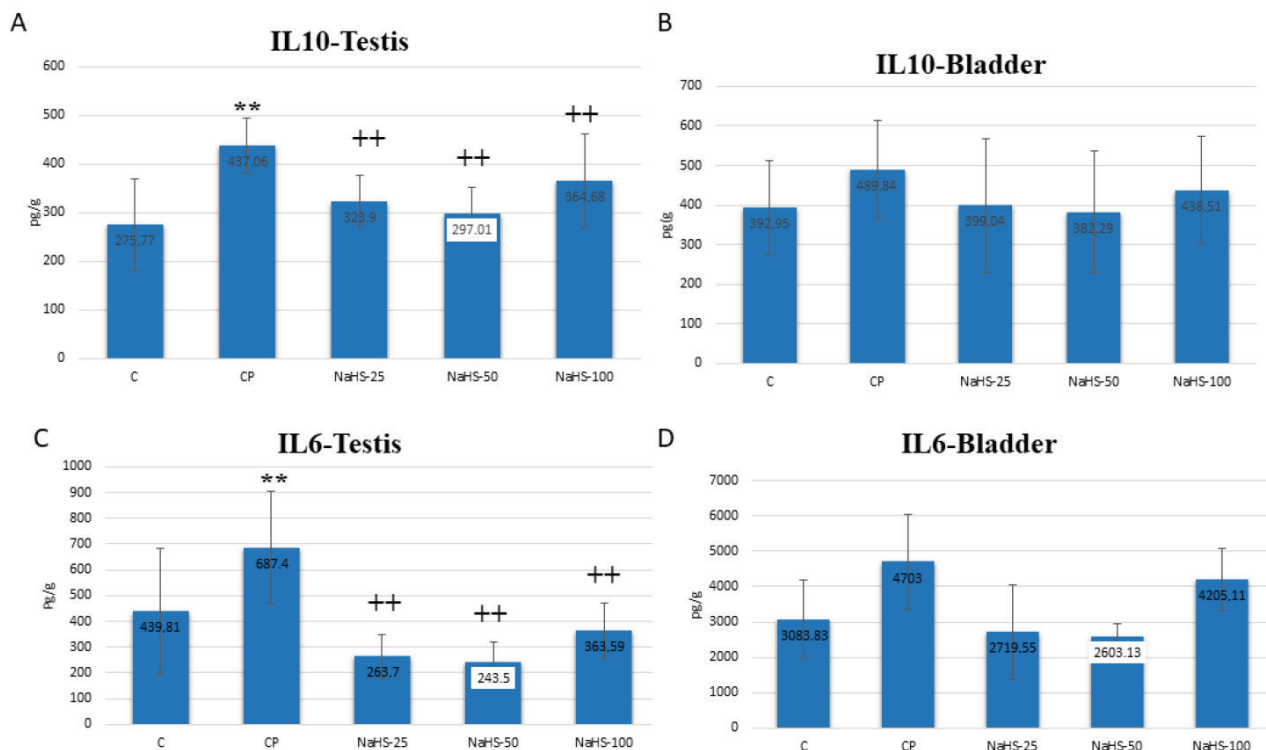 A
IL10-Testis
600
500
400
300
200
100
0
pg/g
**
++
++
++
275,77
437,06
323,9
297.01
364,68
C
CP
NaHS-25
NaHS-50
NaHS-100
B
IL10-Bladder
700
600
500
400
300
200
100
0
pg(g
392,95
489,84
399,04
382,29
438,51
C
CP
NaHS-25
NaHS-50
NaHS-100
C
IL6-Testis
1000
900
800
700
600
500
400
300
200
100
0
Pg/g
**
++
++
++
439,81
687.4
263,7
243.5
363,59
C
CP
NaHS-25
NaHS-50
NaHS-100
D
IL6-Bladder
7000
6000
5000
4000
3000
2000
1000
0
pg/g
3083.83
4703
2719.55
2603.13
4205,11
C
CP
NaHS-25
NaHS-50
NaHS-100